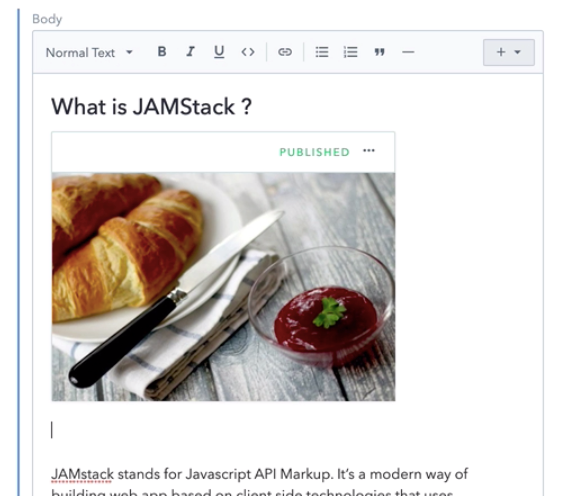 Body
Normal Text B I U <> +
What is JAMStack ?
PUBLISHED ...
JAMstack stands for Javascript API Markup. It's a modern way of
building web app based on client side technologies that uses